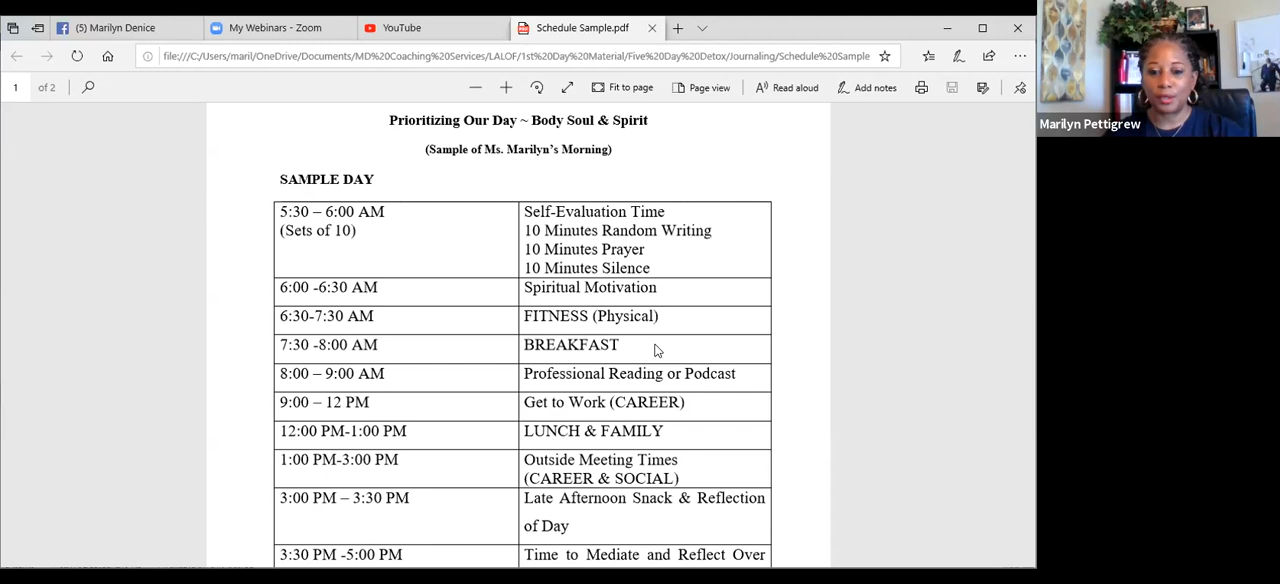 (5) Marilyn Denice
My Webinars - Zoom
YouTube
Schedule Sample.pdf
file:///C:/Users/maril/OneDrive/Documents/MD%20Coaching%20Services/LALOF/1st%20Day%20Material/Five%20Day%20Detox/Journaling/Schedule%20Sample
1 of 2
Fit to page
Page view
Read aloud
Add notes
Marilyn Pettigrew
Prioritizing Our Day ~ Body Soul & Spirit
(Sample of Ms. Marilyn's Morning)
SAMPLE DAY
5:30 – 6:00 AM Self-Evaluation Time
(Sets of 10) 10 Minutes Random Writing
10 Minutes Prayer
10 Minutes Silence
6:00 -6:30 AM Spiritual Motivation
6:30-7:30 AM FITNESS (Physical)
7:30 -8:00 AM BREAKFAST
8:00 – 9:00 AM Professional Reading or Podcast
9:00 – 12 PM Get to Work (CAREER)
12:00 PM-1:00 PM LUNCH & FAMILY
1:00 PM-3:00 PM Outside Meeting Times
(CAREER & SOCIAL)
3:00 PM – 3:30 PM Late Afternoon Snack & Reflection
of Day
3:30 PM -5:00 PM Time to Mediate and Reflect Over